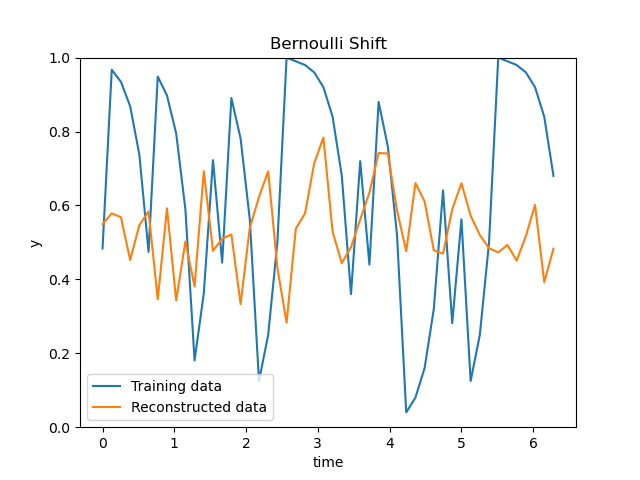 Bernoulli Shift
1.0
0.8
0.6
0.4
0.2
0.0
y
Training data
Reconstructed data
0 1 2 3 4 5 6
time